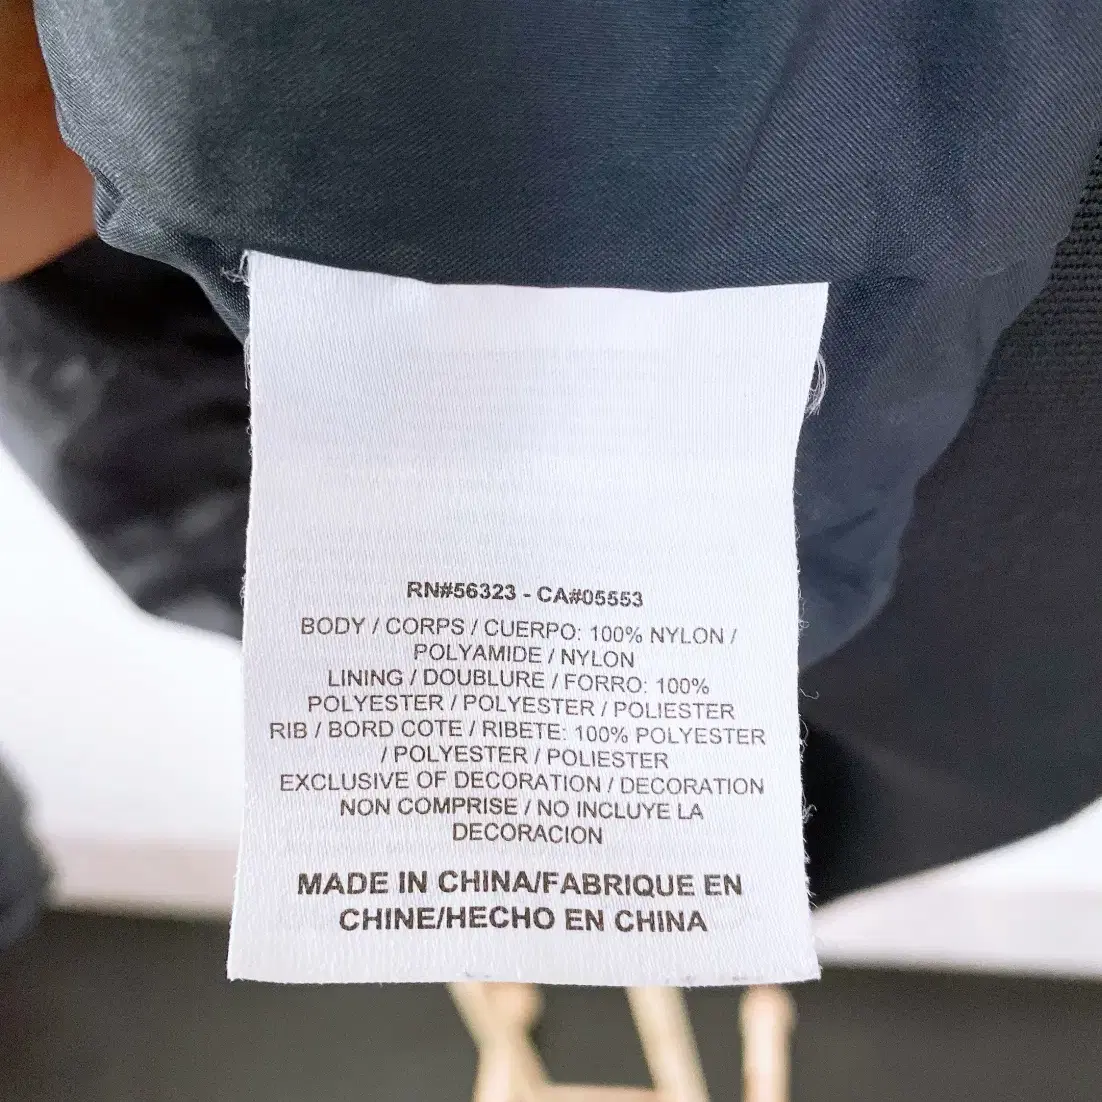 RN#56323 - CA#05553
BODY / CORPS / CUERPO: 100% NYLON /
POLYAMIDE / NYLON
LINING / DOUBLURE / FORRO: 100%
POLYESTER / POLYESTER / POLIESTER
RIB / BORD COTE / RIBETE: 100% POLYESTER
/ POLYESTER / POLIESTER
EXCLUSIVE OF DECORATION / DECORATION
NON COMPRISE / NO INCLUYE LA
DECORACION
MADE IN CHINA/FABRIQUE EN
CHINE/HECHO EN CHINA